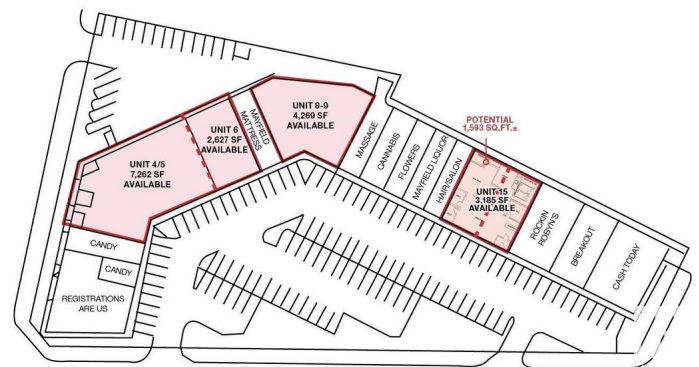 UNIT 4/5
7,262 SF
AVAILABLE
UNIT 6
2,627 SF
AVAILABLE
MAYFIELD
MATTRESS
UNIT 8-9
4,269 SF
AVAILABLE
MASSAGE
CANNABIS
FLOWERS
MAYFIELD LIQUOR
HAIR/SALON
POTENTIAL
1,593 SQ.FT.±
UNIT 15
3,185 SF
AVAILABLE
ROCKIN
ROBYN'S
BREAKOUT
CASH TODAY
CANDY
CANDY
REGISTRATIONS
ARE US